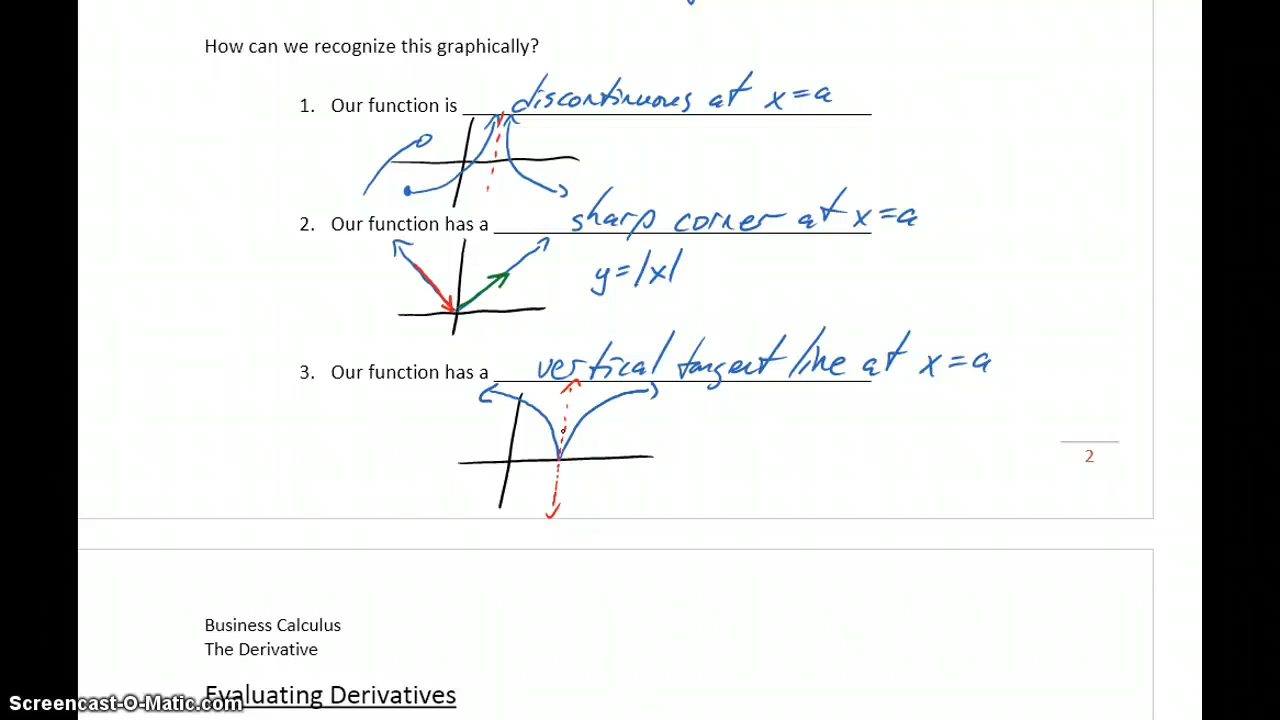 How can we recognize this graphically?
1. Our function is discontinuous at x=a
2. Our function has a sharp corner at x=a
y=|x|
3. Our function has a vertical tangent line at x=a
2
Business Calculus
The Derivative
Evaluating Derivatives
Screencast-O-Matic.com